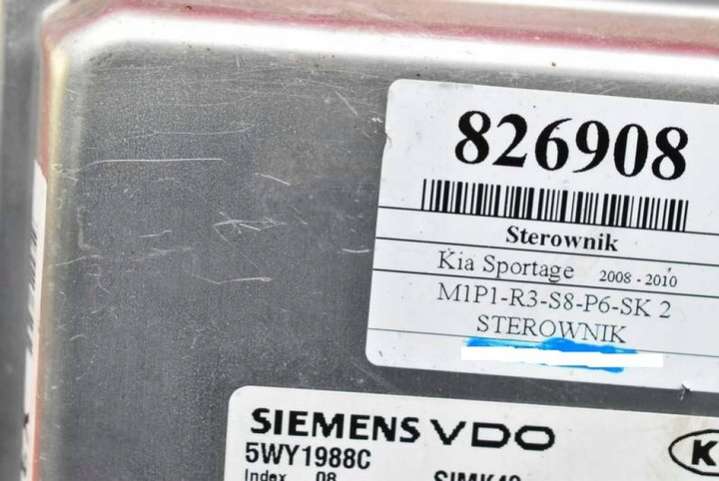 826908
Sterownik
Kia Sportage 2008 - 2010
M1P1-R3-S8-P6-SK 2
STEROWNIK
SIEMENS VDO
5WY1988C
Index 08